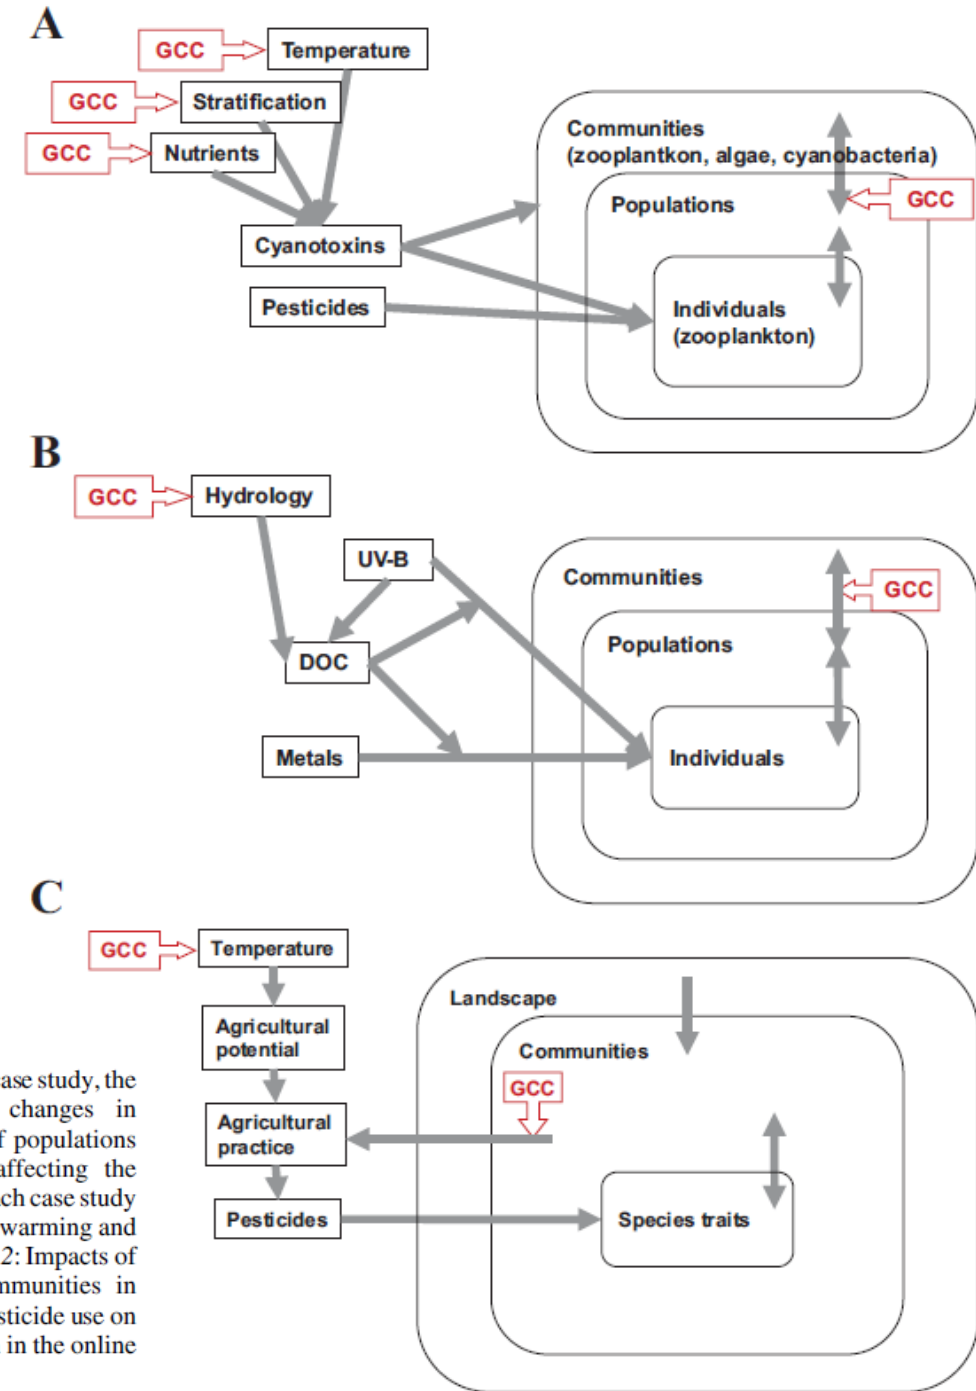 A
GCC
Temperature
GCC
Stratification
GCC
Nutrients
Cyanotoxins
Pesticides
Communities
(zooplantkon, algae, cyanobacteria)
Populations
GCC
Individuals
(zooplankton)
B
GCC
Hydrology
UV-B
DOC
Metals
Communities
GCC
Populations
Individuals
C
GCC
Temperature
Agricultural
potential
Agricultural
practice
Pesticides
Landscape
Communities
GCC
Species traits
case study, the
changes in
f populations
affecting the
ch case study
warming and
2: Impacts of
mmunities in
sticide use on
in the online